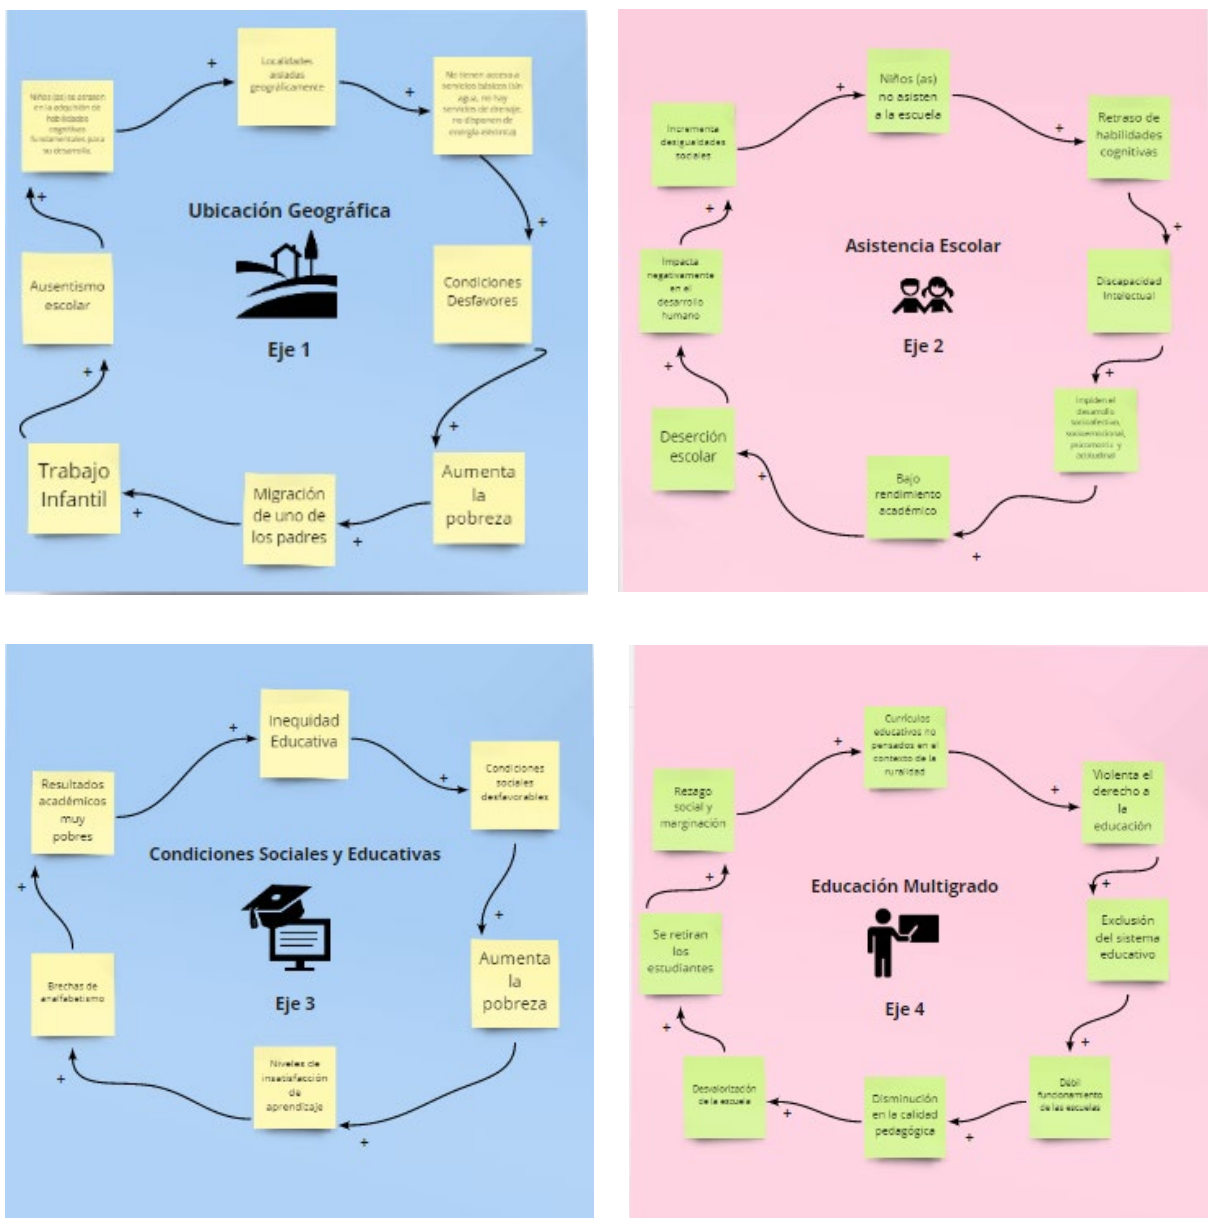 Localidades
aisladas
geográficamente
No tienen acceso a
servicios básicos (sin
agua, no hay
servicios de drenaje,
no disponen de
energía eléctrica)
Condiciones
Desfavores
Aumenta
la
pobreza
Migración
de uno de
los padres
Trabajo
Infantil
Ausentismo
escolar
Niños (as) se atrasan
en la adquisición de
habilidades
cognitivas
fundamentales para
su desarrollo.
Ubicación Geográfica
Eje 1
+
+
+
+
+
+
+
+
Niños (as)
no asisten
a la escuela
Retraso de
habilidades
cognitivas
Discapacidad
Intelectual
Impiden el
desarrollo
socioafectivo,
socioemocional,
psicomotriz y
actitudinal
Bajo
rendimiento
académico
Deserción
escolar
Impacta
negativamente
en el
desarrollo
humano
Incrementa
desigualdades
sociales
Asistencia Escolar
Eje 2
+
+
+
+
+
+
+
+
Inequidad
Educativa
Condiciones
sociales
desfavorables
Aumenta
la
pobreza
Niveles de
insatisfacción
de
aprendizaje
Brechas de
analfabetismo
Resultados
académicos
muy
pobres
Condiciones Sociales y Educativas
Eje 3
+
+
+
+
+
+
Currículos
educativos no
pensados en el
contexto de la
ruralidad
Violenta el
derecho a
la
educación
Exclusión
del sistema
educativo
Débil
funcionamiento
de las escuelas
Disminución
en la calidad
pedagógica
Desvalorización
de la escuela
Se retiran
los
estudiantes
Rezago
social y
marginación
Educación Multigrado
Eje 4
+
+
+
+
+
+
+
+